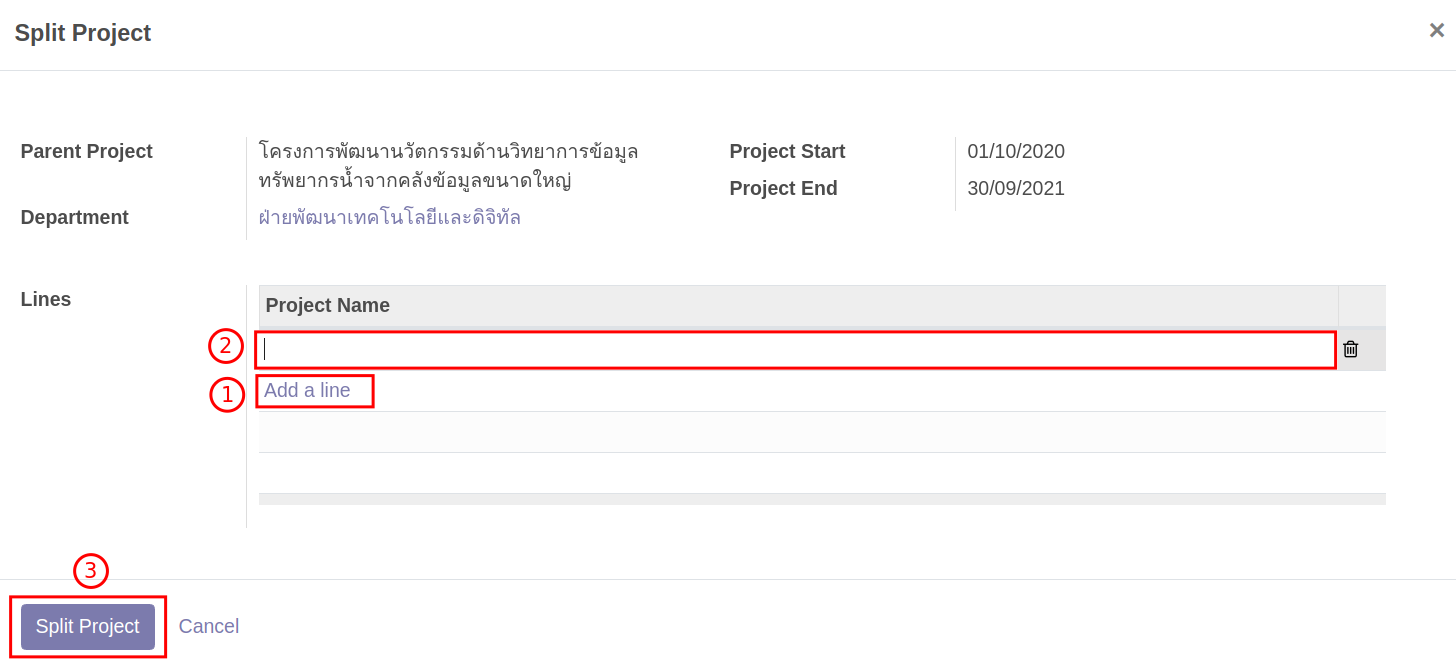 Split Project
×
Parent Project
โครงการพัฒนานวัตกรรมด้านวิทยาการข้อมูล
ทรัพยากรน้ำจากคลังข้อมูลขนาดใหญ่
Department
ฝ่ายพัฒนาเทคโนโลยีและดิจิทัล
Project Start
01/10/2020
Project End
30/09/2021
Lines
Project Name
2
1
Add a line
3
Split Project
Cancel